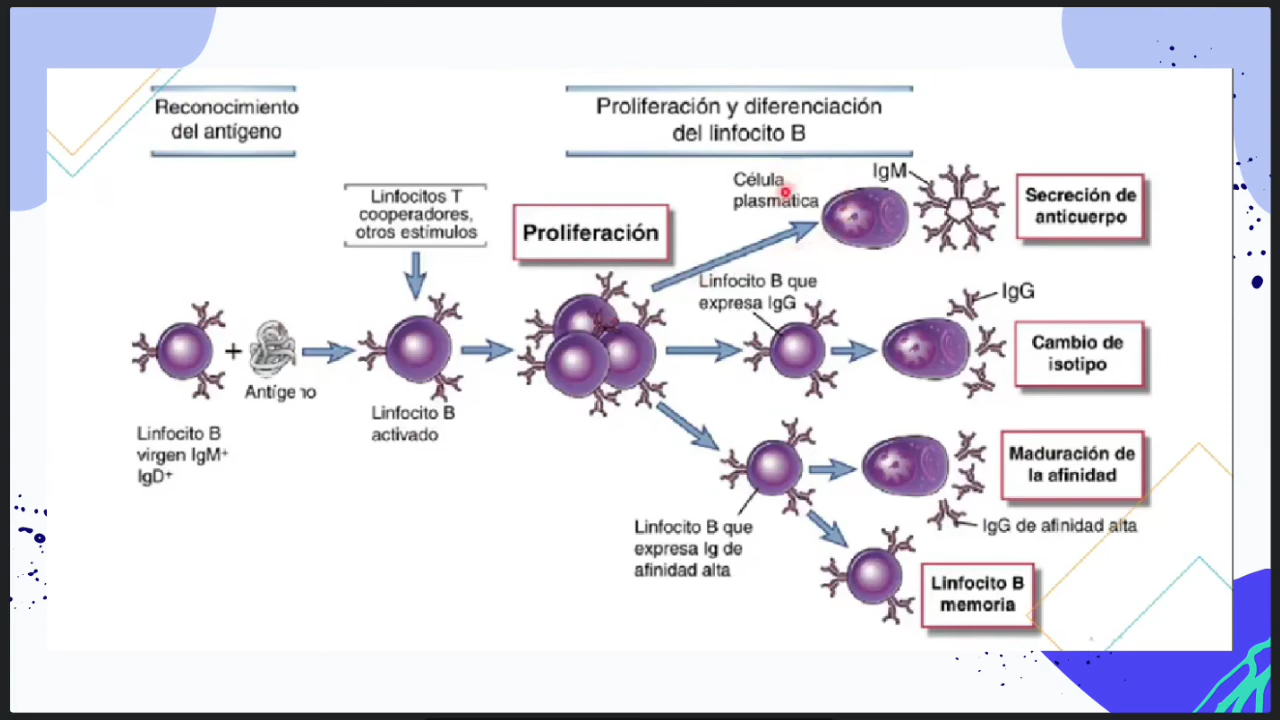 Reconocimiento
del antígeno
Proliferación y diferenciación
del linfocito B
Linfocitos T
cooperadores,
otros estímulos
Proliferación
Célula
plasmática
IgM
Secreción de
anticuerpo
Linfocito B que
expresa IgG
IgG
Cambio de
isotipo
+
Antígeno
Linfocito B
activado
Linfocito B
virgen IgM+
IgD+
Maduración de
la afinidad
IgG de afinidad alta
Linfocito B que
expresa Ig de
afinidad alta
Linfocito B
memoria